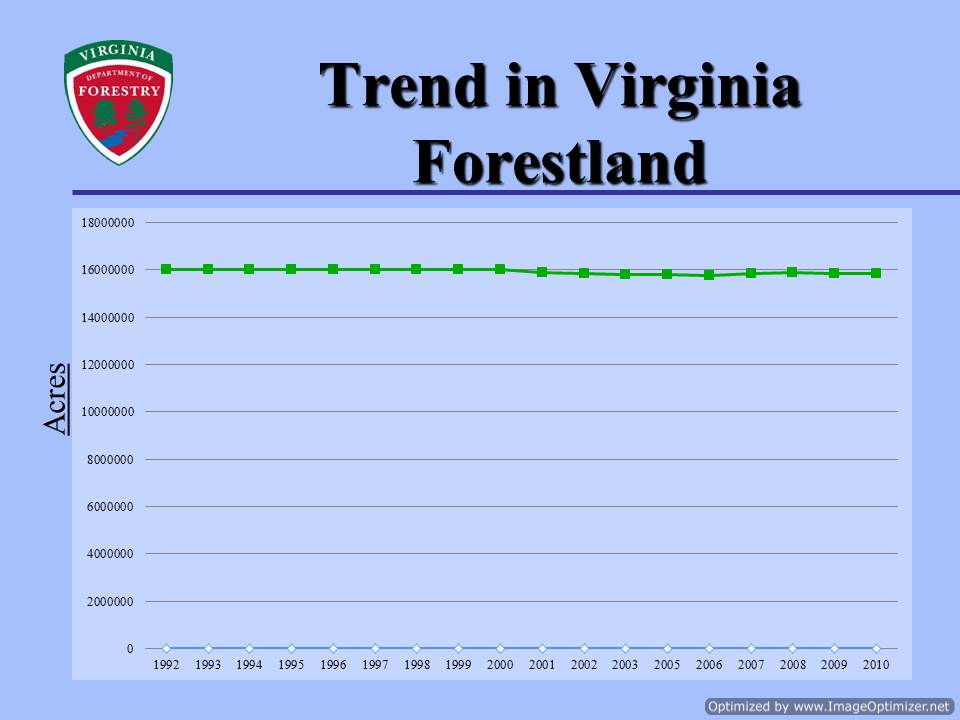 VIRGINIA
DEPARTMENT OF
FORESTRY
Trend in Virginia
Forestland
Acres
18000000
16000000
14000000
12000000
10000000
8000000
6000000
4000000
2000000
0
1992 1993 1994 1995 1996 1997 1998 1999 2000 2001 2002 2003 2005 2006 2007 2008 2009 2010
Optimized by www.ImageOptimizer.net